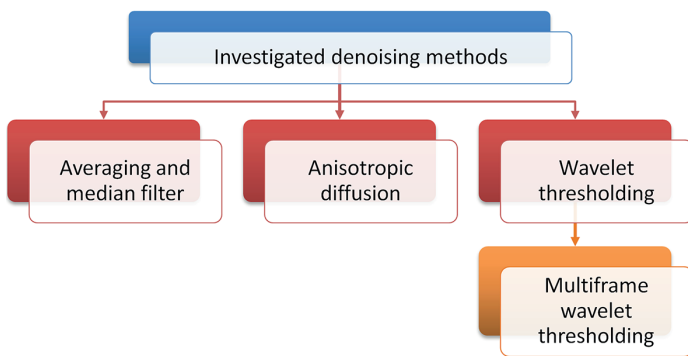 Investigated denoising methods
Averaging and
median filter
Anisotropic
diffusion
Wavelet
thresholding
Multiframe
wavelet
thresholding